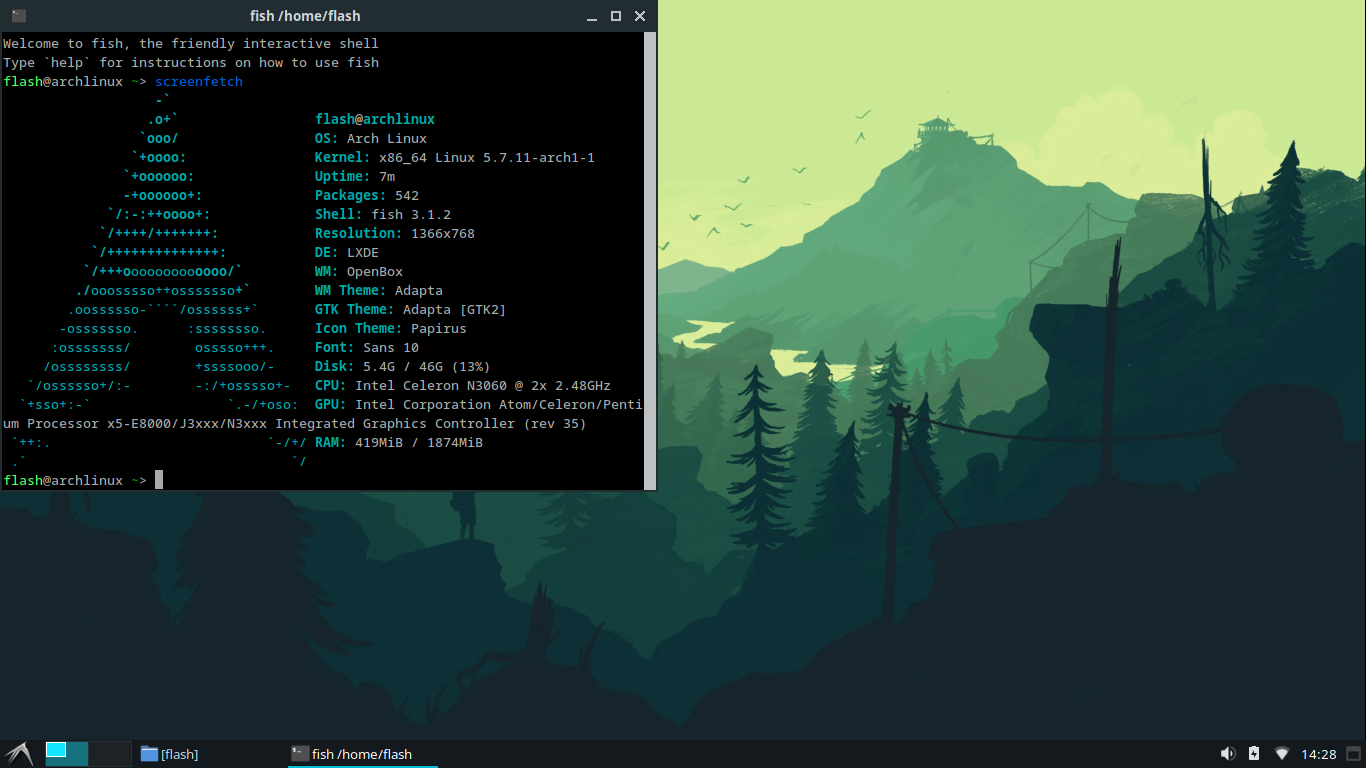 fish /home/flash
Welcome to fish, the friendly interactive shell
Type `help` for instructions on how to use fish
flash@archlinux ~> screenfetch
                   -`
                  .o+`                 flash@archlinux
                 `ooo/                 OS: Arch Linux
                `+oooo:                Kernel: x86_64 Linux 5.7.11-arch1-1
               `+oooooo:               Uptime: 7m
               -+oooooo+:              Packages: 542
             `/:-:++oooo+:             Shell: fish 3.1.2
            `/++++/+++++++:            Resolution: 1366x768
           `/++++++++++++++:           DE: LXDE
          `/+++ooooooooooooo/`         WM: OpenBox
         ./ooosssso++osssssso+`        WM Theme: Adapta
        .oossssso-````/ossssss+`       GTK Theme: Adapta [GTK2]
       -osssssso.      :ssssssso.      Icon Theme: Papirus
      :osssssss/        osssso+++.     Font: Sans 10
     /ossssssss/        +ssssooo/-     Disk: 5.4G / 46G (13%)
   `/ossssso+/:-        -:/+osssso+-   CPU: Intel Celeron N3060 @ 2x 2.48GHz
  `+sso+:-`                 `.-/+oso:  GPU: Intel Corporation Atom/Celeron/Penti
um Processor x5-E8000/J3xxx/N3xxx Integrated Graphics Controller (rev 35)
 `++:.                           `-/+/ RAM: 419MiB / 1874MiB
 .`                                 `/
flash@archlinux ~>
[flash] fish /home/flash 14:28